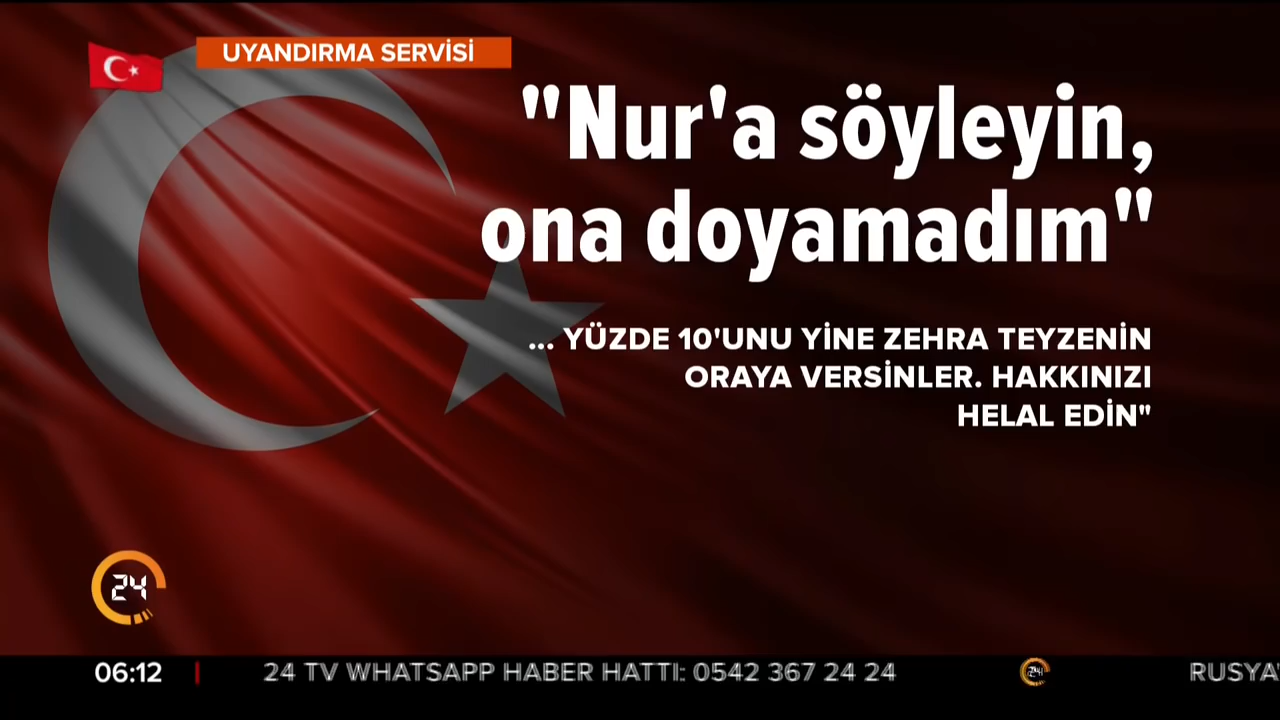 UYANDIRMA SERVİSİ
"Nur'a söyleyin,
ona doyamadım"
... YÜZDE 10'UNU YİNE ZEHRA TEYZENİN
ORAYA VERSİNLER. HAKKINIZI
HELAL EDİN"
24
06:12 24 TV WHATSAPP HABER HATTI: 0542 367 24 24 24 RUSYA'